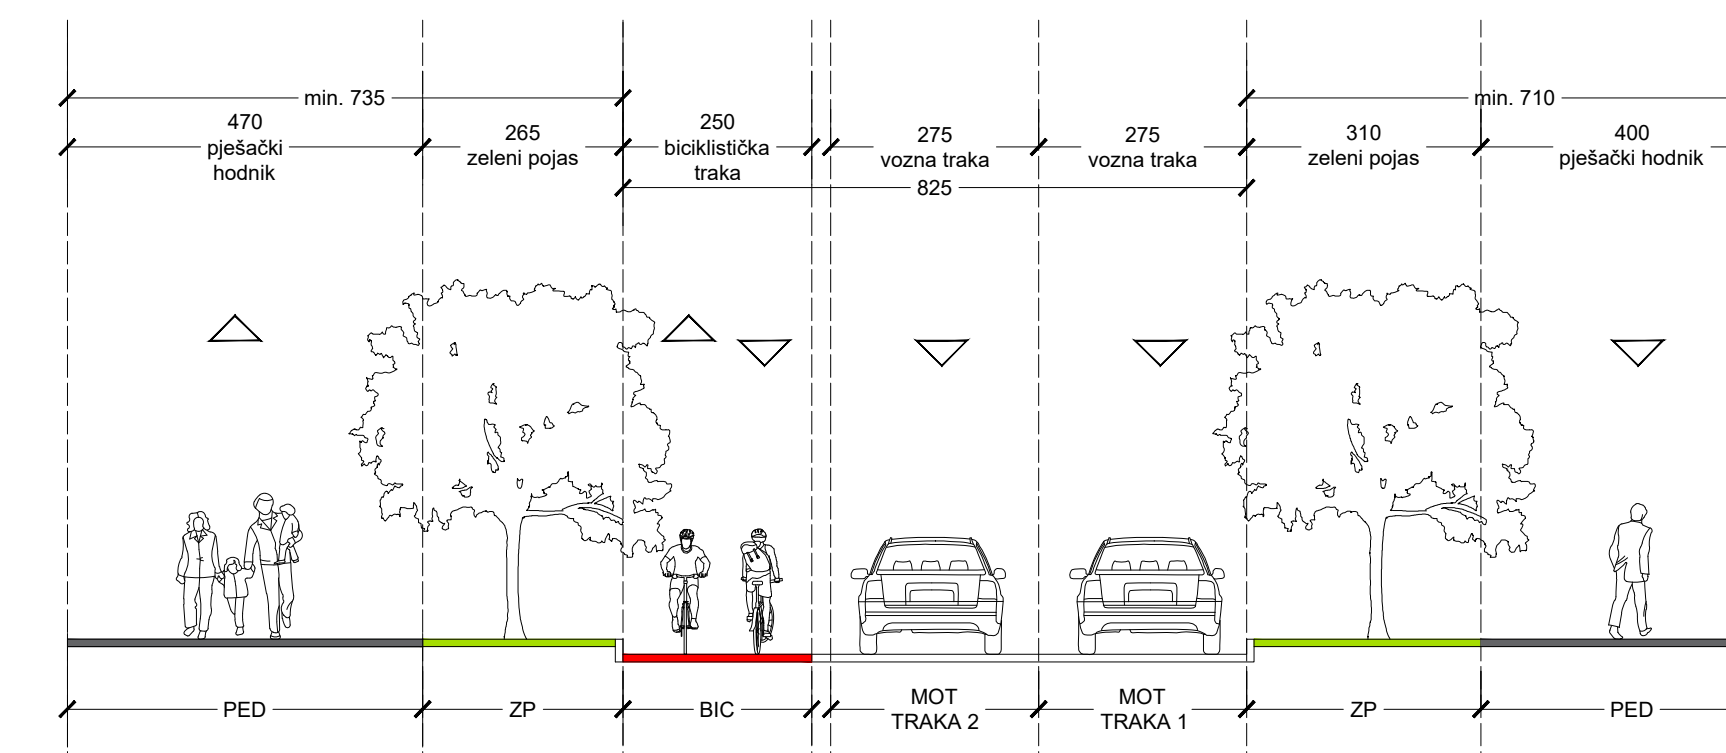 min. 735
min. 710
470
pješački
hodnik
265
zeleni pojas
250
biciklistička
traka
275
vozna traka
275
vozna traka
310
zeleni pojas
400
pješački hodnik
825
PED
ZP
BIC
MOT
TRAKA 2
MOT
TRAKA 1
ZP
PED